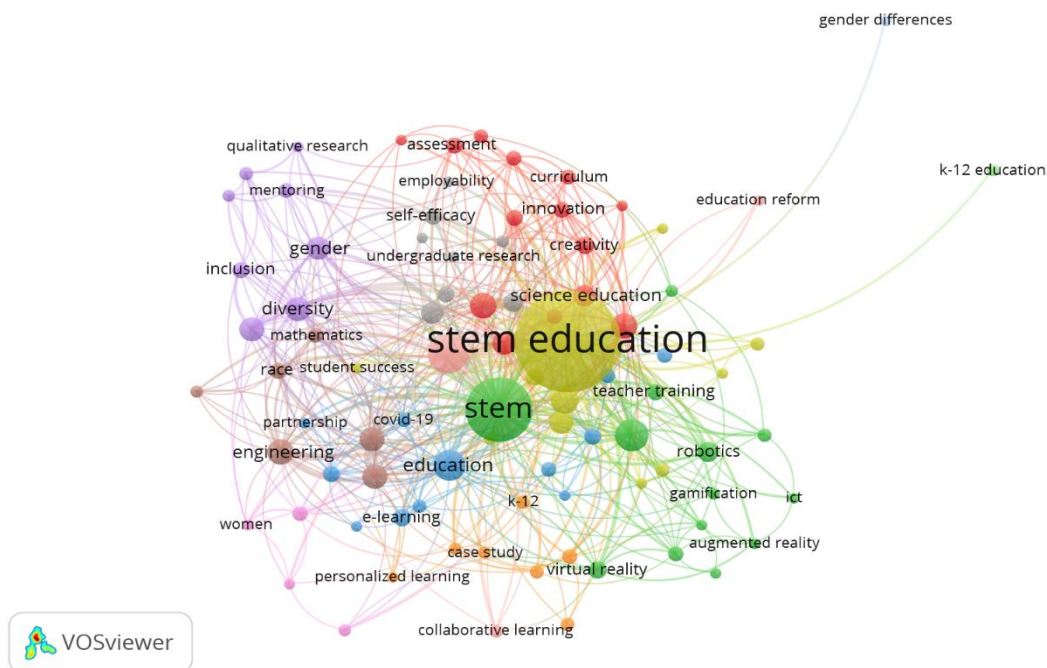 gender differences
qualitative research
assessment
k-12 education
employability
curriculum
mentoring
education reform
self-efficacy
innovation
gender
creativity
undergraduate research
inclusion
science education
diversity
mathematics
stem education
race
student success
teacher training
stem
partnership
covid-19
engineering
robotics
education
k-12
gamification
ict
women
e-learning
case study
augmented reality
personalized learning
virtual reality
collaborative learning
VOSviewer